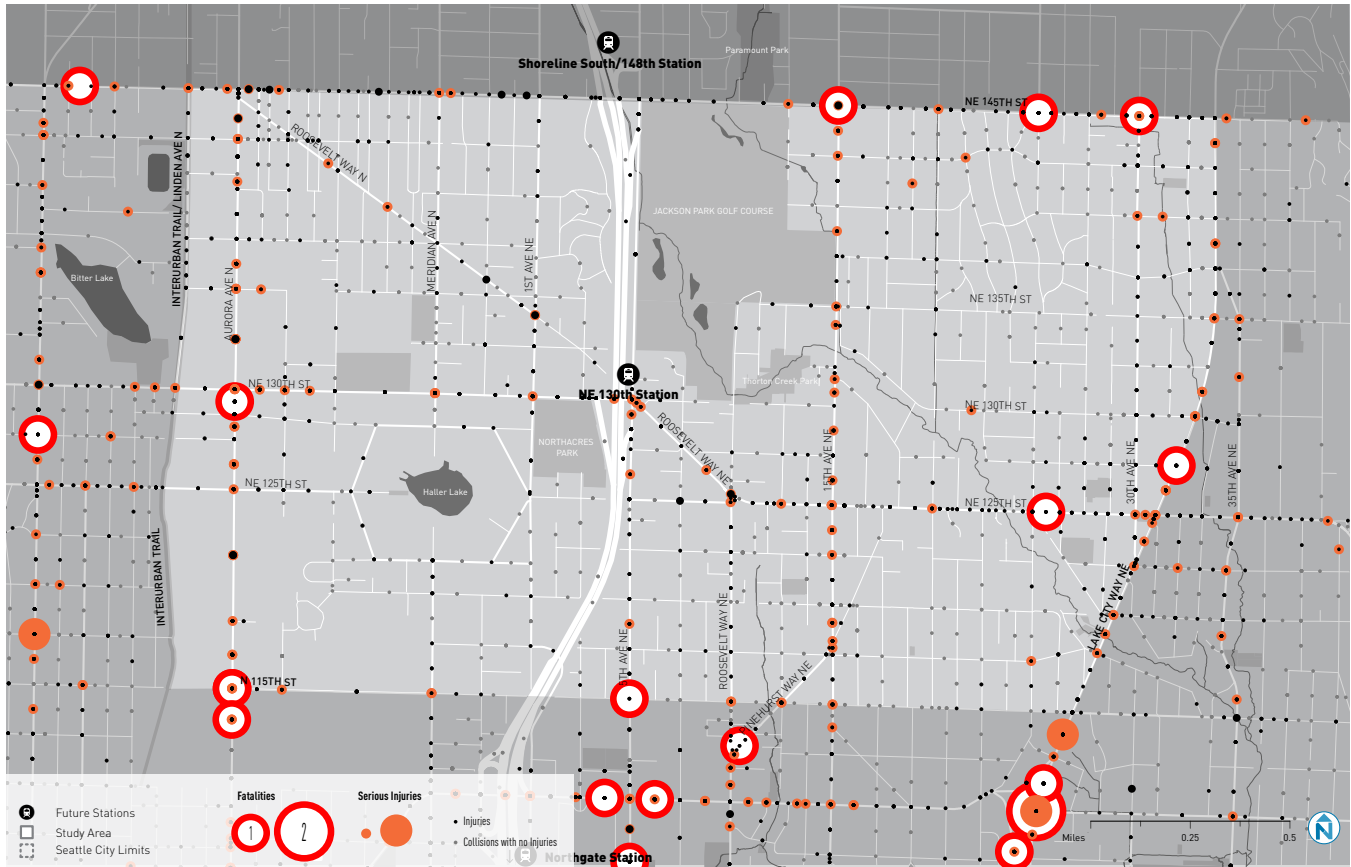 Paramount Park
Shoreline South/148th Station
NE 145TH ST
ROOSEVELT WAY N
INTERURBAN TRAIL/ LINDEN AVE N
JACKSON PARK GOLF COURSE
MERIDIAN AVE N
1ST AVE NE
Bitter Lake
AURORA AVE N
NE 135TH ST
NE 130TH ST
Thorton Creek Park
NE 130th Station
NE 130TH ST
ROOSEVELT WAY NE
NORTHACRES
PARK
15TH AVE NE
30TH AVE NE
35TH AVE NE
NE 125TH ST
Haller Lake
NE 125TH ST
INTERURBAN TRAIL
LAKE CITY WAY NE
5TH AVE NE
ROOSEVELT WAY NE
N 115TH ST
PINEHURST WAY NE
Fatalities
Serious Injuries
Future Stations
Study Area
Seattle City Limits
1
2
Injuries
Collisions with no Injuries
Northgate Station
Miles
0.25
0.5
N